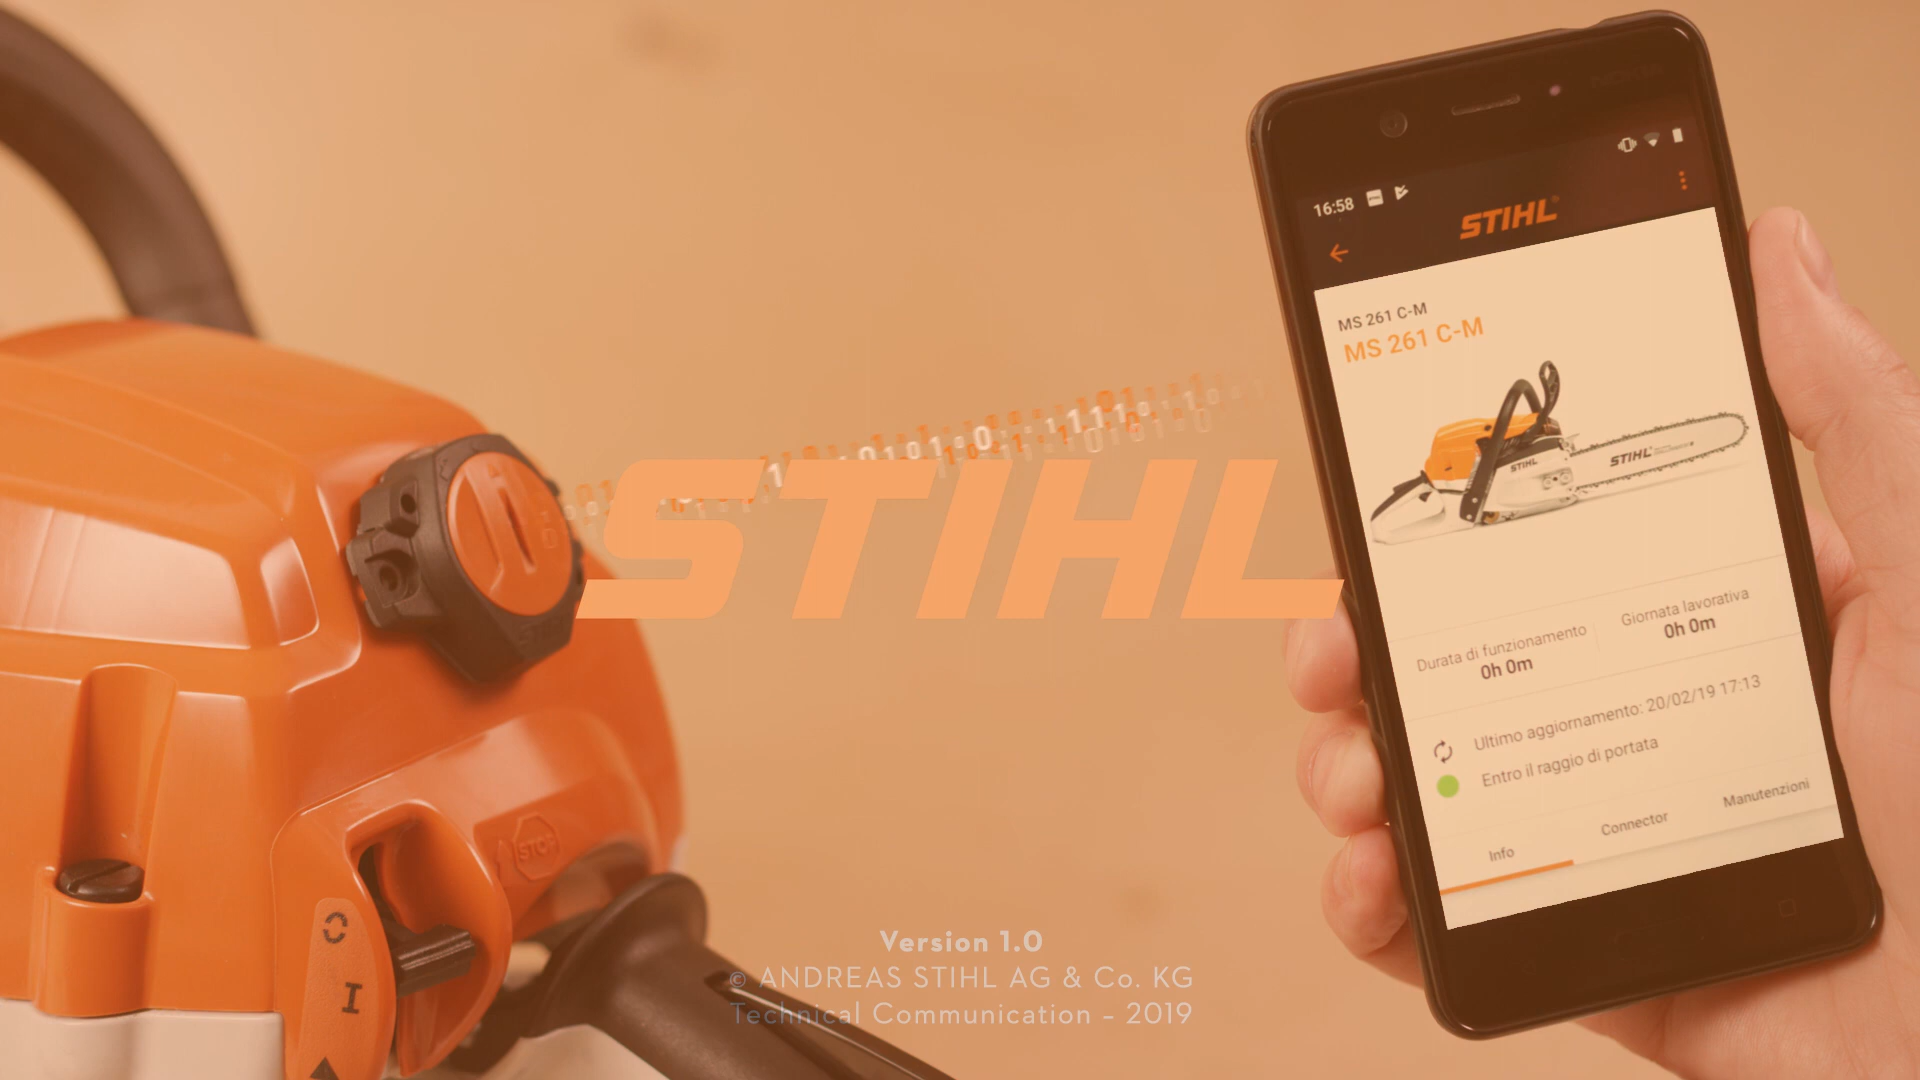 16:58
STIHL
MS 261 C-M
MS 261 C-M
STIHL
STIHL
STIHL
Durata di funzionamento
0h 0m
Giornata lavorativa
0h 0m
Ultimo aggiornamento: 20/02/19 17:13
Entro il raggio di portata
Info
Connector
Manutenzioni
STOP
I
Version 1.0
© ANDREAS STIHL AG & Co. KG
Technical Communication – 2019